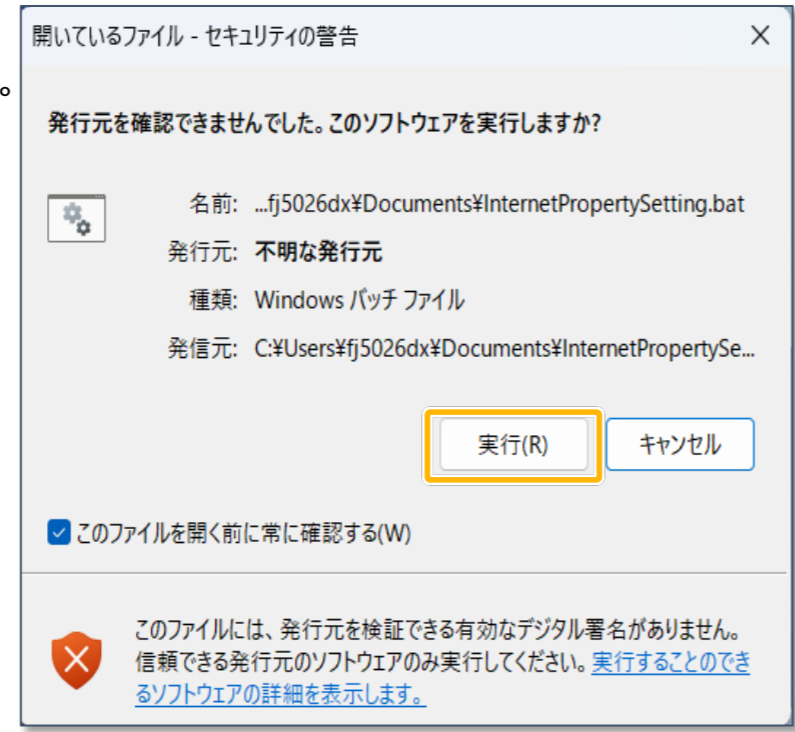 開いているファイル - セキュリティの警告
。
発行元を確認できませんでした。このソフトウェアを実行しますか?
名前: ...fj5026dx¥Documents¥InternetPropertySetting.bat
発行元: 不明な発行元
種類: Windows バッチ ファイル
発信元: C:¥Users¥fj5026dx¥Documents¥InternetPropertySe...
実行(R) キャンセル
このファイルを開く前に常に確認する(W)
このファイルには、発行元を検証できる有効なデジタル署名がありません。
信頼できる発行元のソフトウェアのみ実行してください。実行することのでき
るソフトウェアの詳細を表示します。